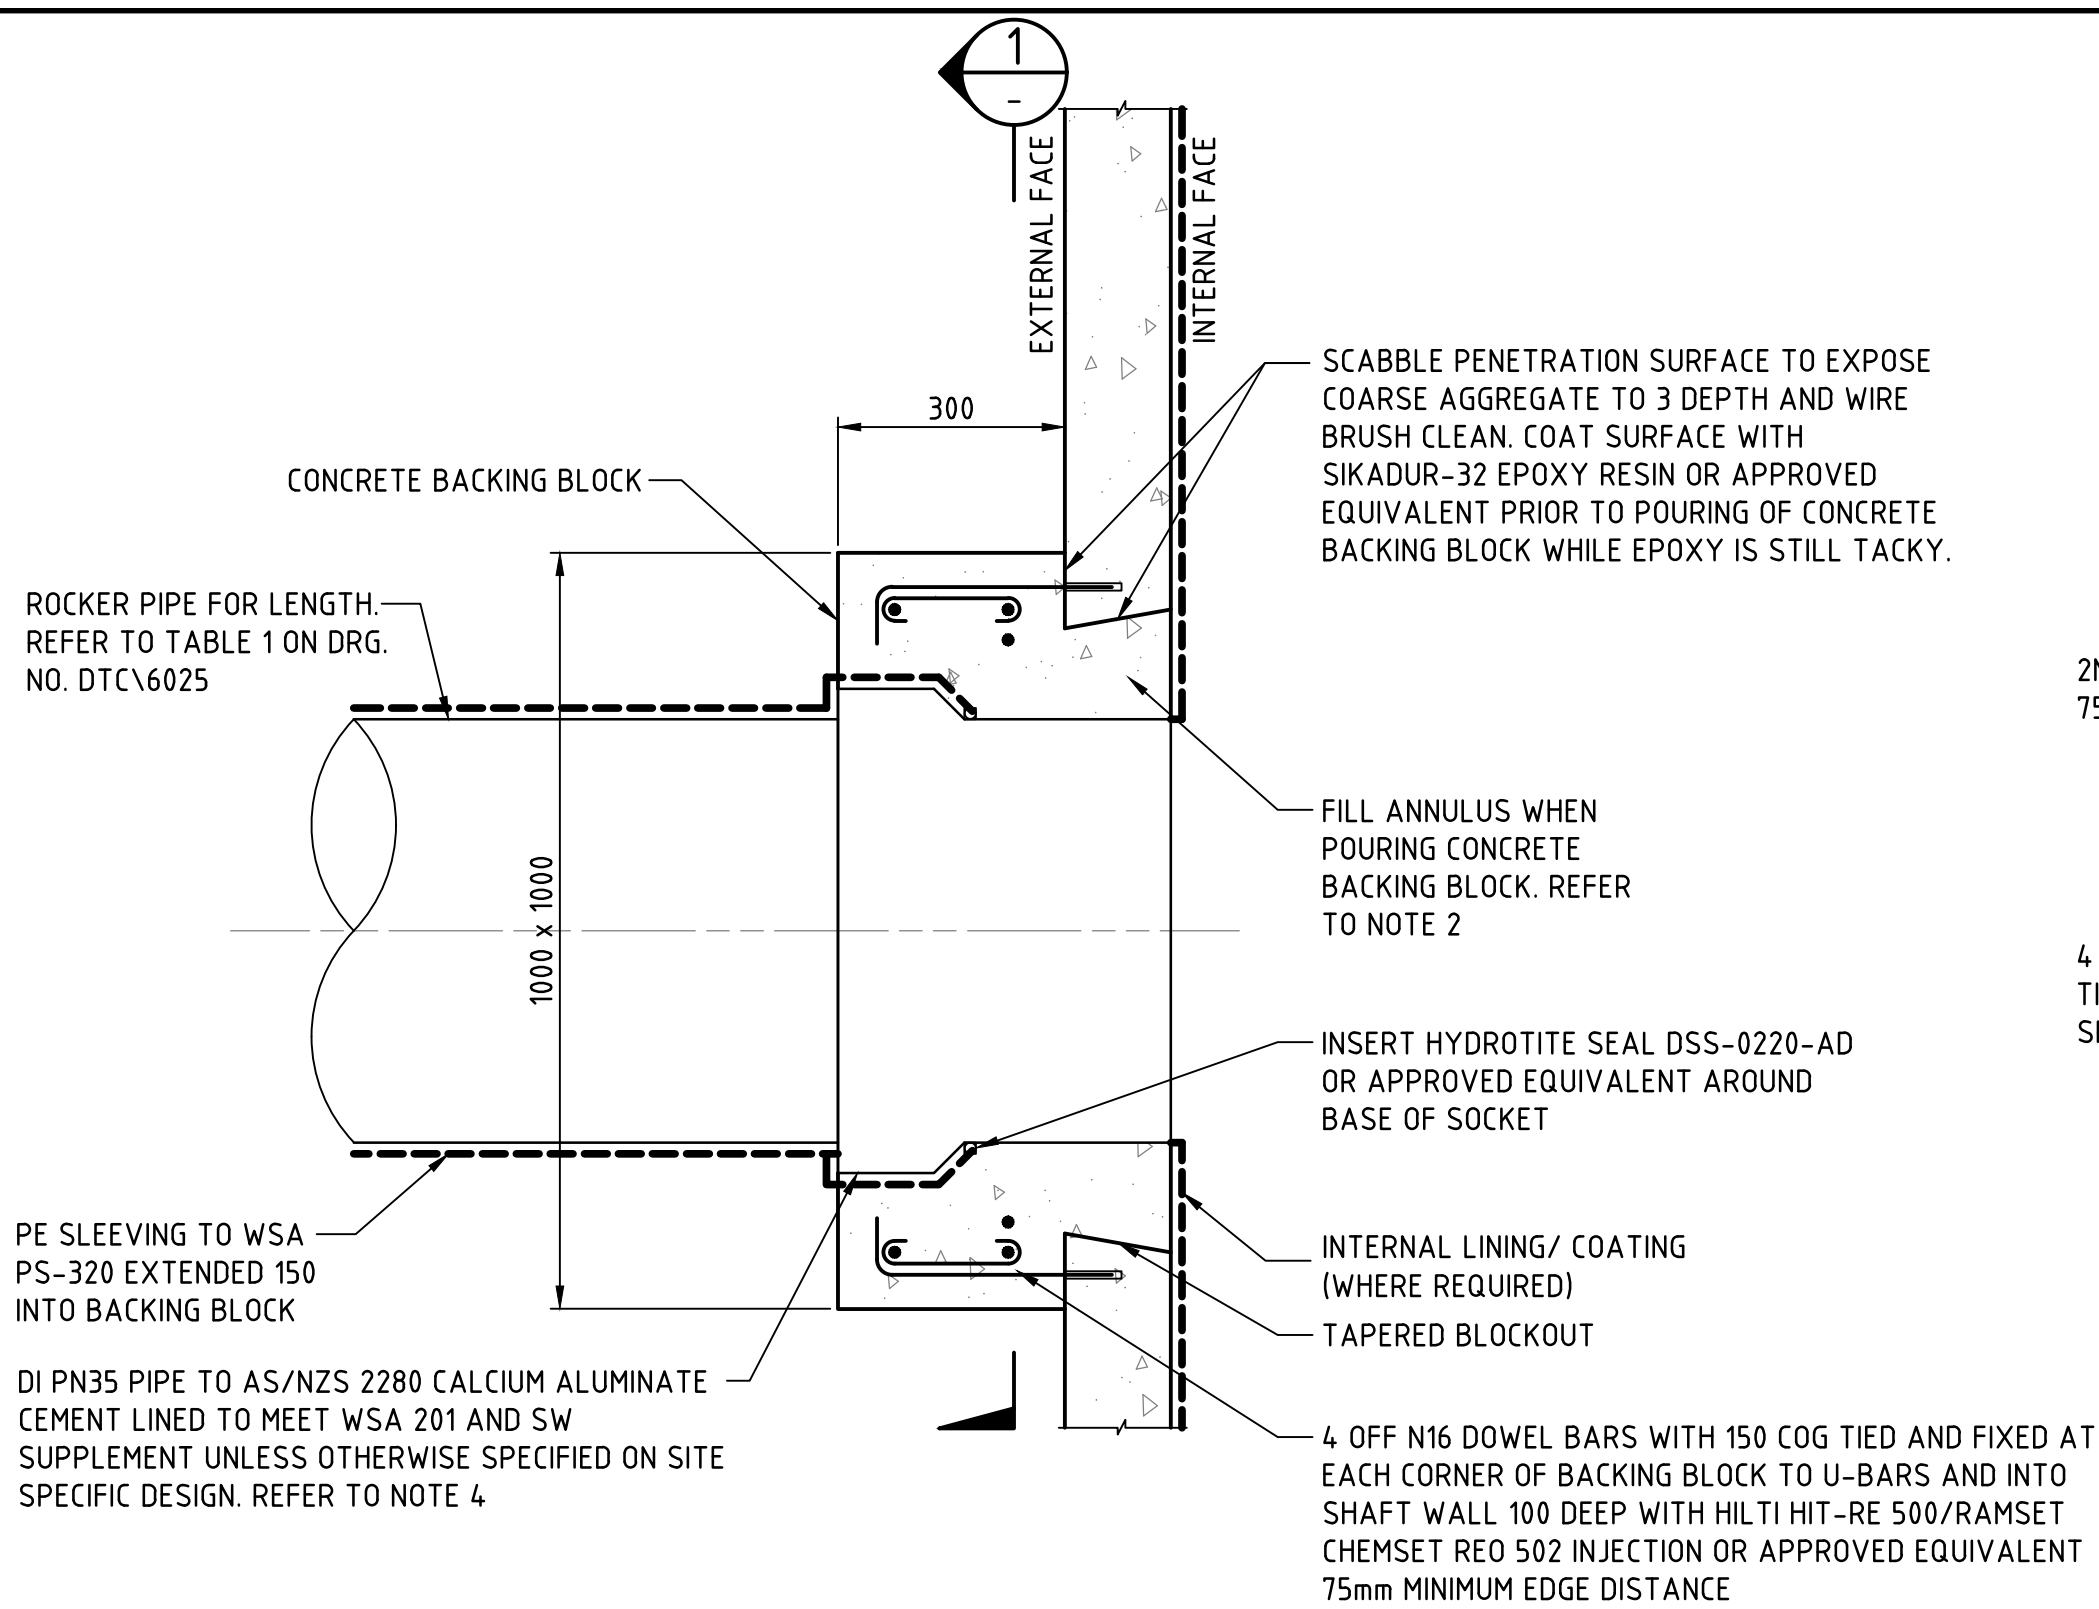 1
-
EXTERNAL FACE
INTERNAL FACE
SCABBLE PENETRATION SURFACE TO EXPOSE
COARSE AGGREGATE TO 3 DEPTH AND WIRE
BRUSH CLEAN. COAT SURFACE WITH
SIKADUR-32 EPOXY RESIN OR APPROVED
EQUIVALENT PRIOR TO POURING OF CONCRETE
BACKING BLOCK WHILE EPOXY IS STILL TACKY.
300
CONCRETE BACKING BLOCK
ROCKER PIPE FOR LENGTH.
REFER TO TABLE 1 ON DRG.
NO. DTC\6025
1000 x 1000
FILL ANNULUS WHEN
POURING CONCRETE
BACKING BLOCK. REFER
TO NOTE 2
INSERT HYDROTITE SEAL DSS-0220-AD
OR APPROVED EQUIVALENT AROUND
BASE OF SOCKET
PE SLEEVING TO WSA
PS-320 EXTENDED 150
INTO BACKING BLOCK
INTERNAL LINING/ COATING
(WHERE REQUIRED)
TAPERED BLOCKOUT
DI PN35 PIPE TO AS/NZS 2280 CALCIUM ALUMINATE
CEMENT LINED TO MEET WSA 201 AND SW
SUPPLEMENT UNLESS OTHERWISE SPECIFIED ON SITE
SPECIFIC DESIGN. REFER TO NOTE 4
4 OFF N16 DOWEL BARS WITH 150 COG TIED AND FIXED AT
EACH CORNER OF BACKING BLOCK TO U-BARS AND INTO
SHAFT WALL 100 DEEP WITH HILTI HIT-RE 500/RAMSET
CHEMSET REO 502 INJECTION OR APPROVED EQUIVALENT
75mm MINIMUM EDGE DISTANCE
4
TI